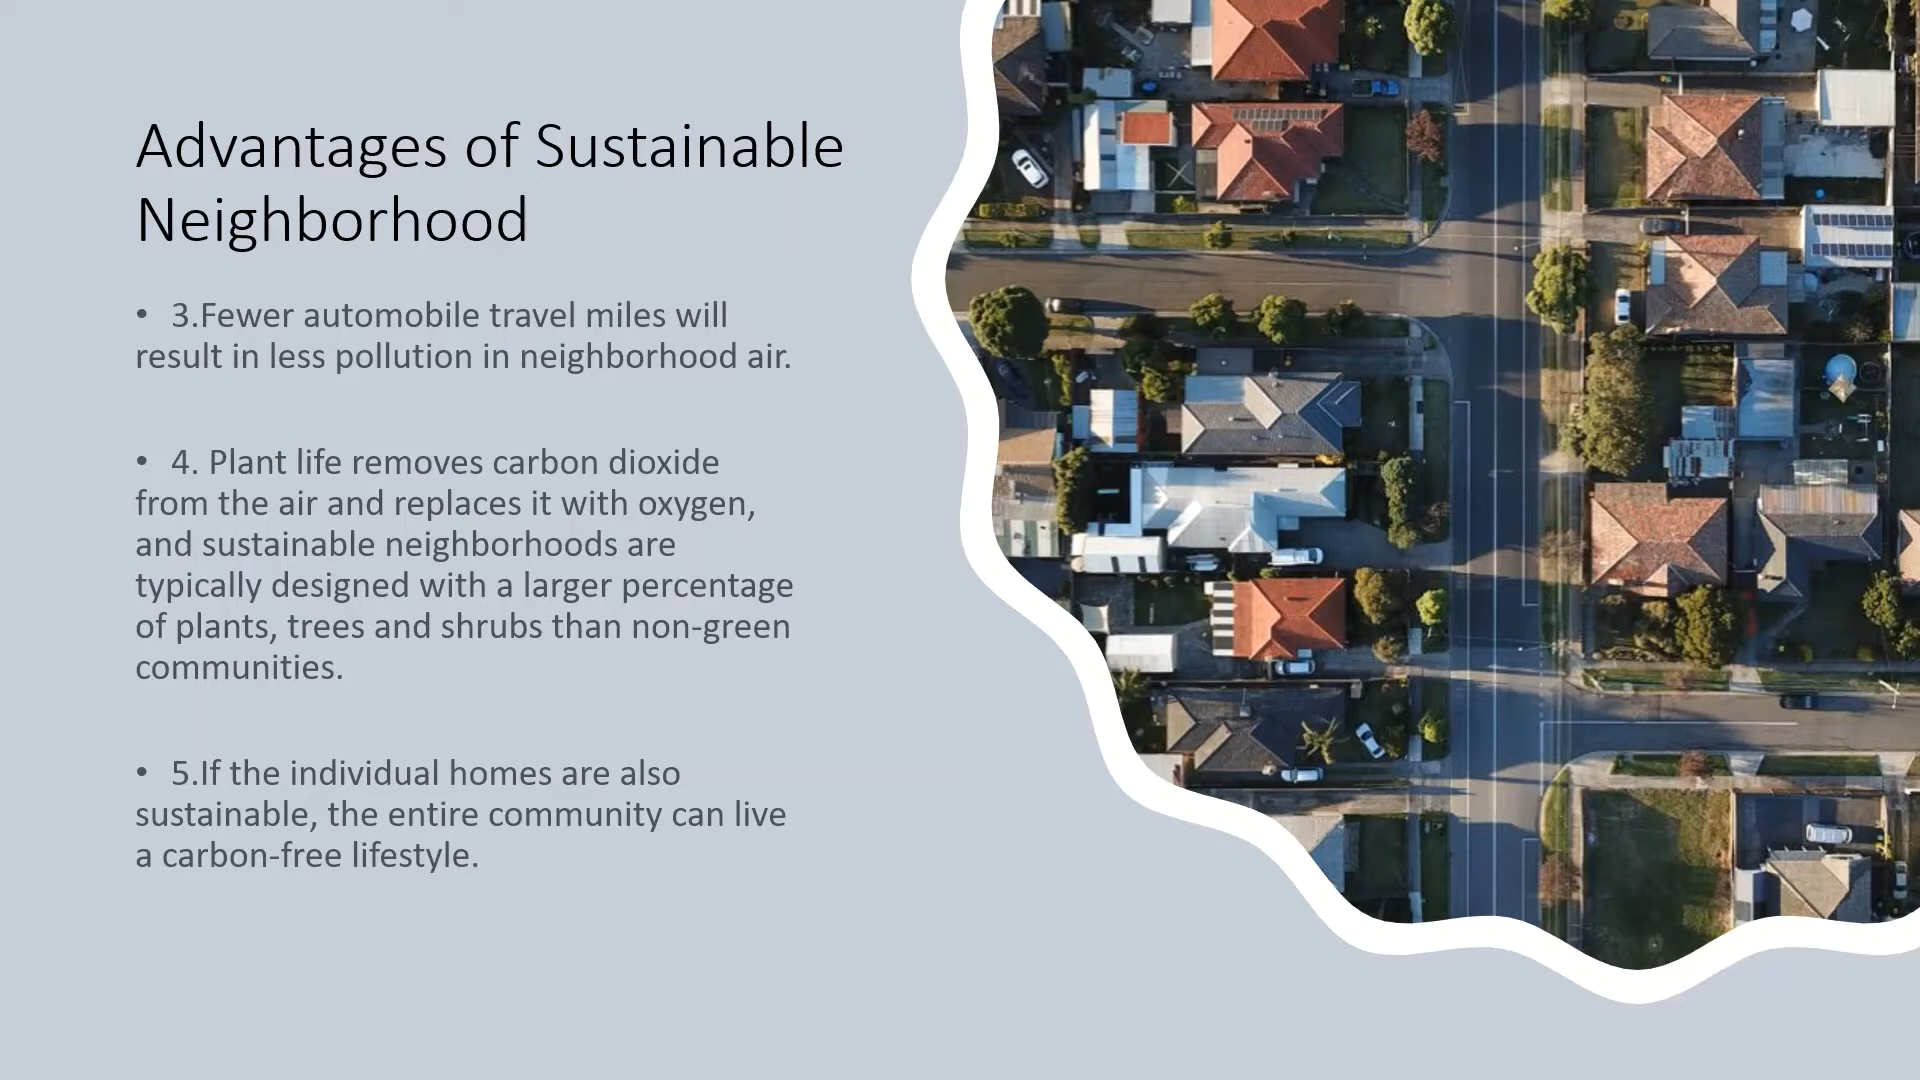 Advantages of Sustainable
Neighborhood
• 3.Fewer automobile travel miles will
result in less pollution in neighborhood air.
• 4. Plant life removes carbon dioxide
from the air and replaces it with oxygen,
and sustainable neighborhoods are
typically designed with a larger percentage
of plants, trees and shrubs than non-green
communities.
• 5.If the individual homes are also
sustainable, the entire community can live
a carbon-free lifestyle.